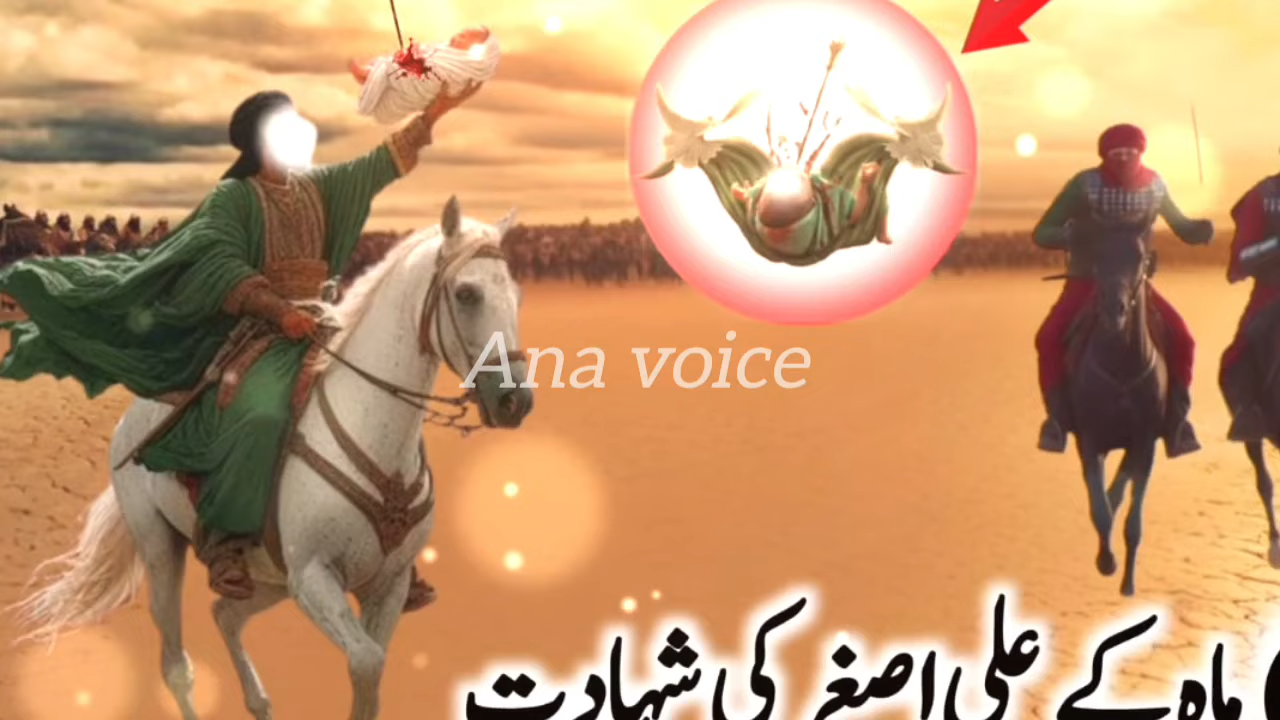 Ana voice
ماہ کے علی اصغر کی شہادت